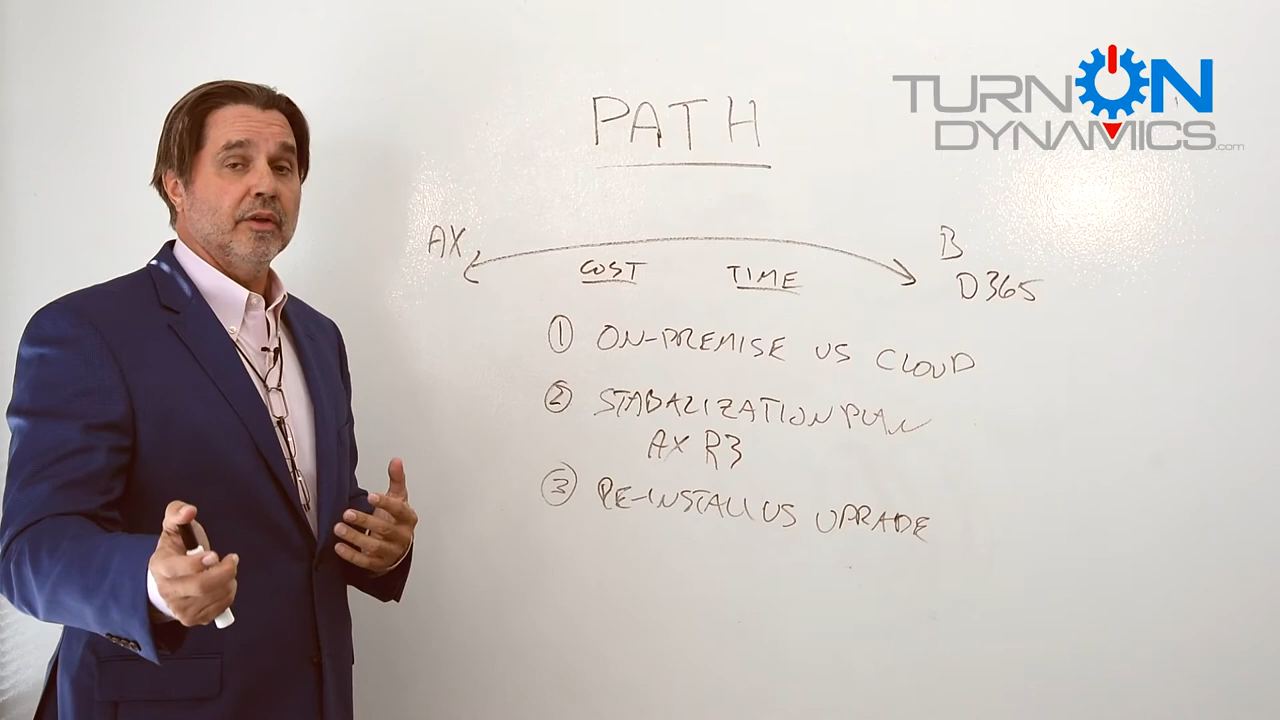 TURNON
DYNAMICS.com
PATH
AX
B
D365
COST TIME
1 ON-PREMISE VS CLOUD
2 STABALIZATION PLAN
AX R3
3 RE-INSTALL VS UPRADE